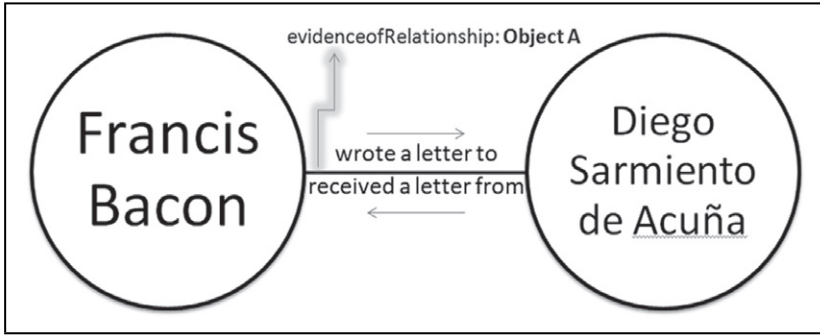 evidenceofRelationship: Object A
Francis
Bacon
wrote a letter to
received a letter from
Diego
Sarmiento
de Acuña